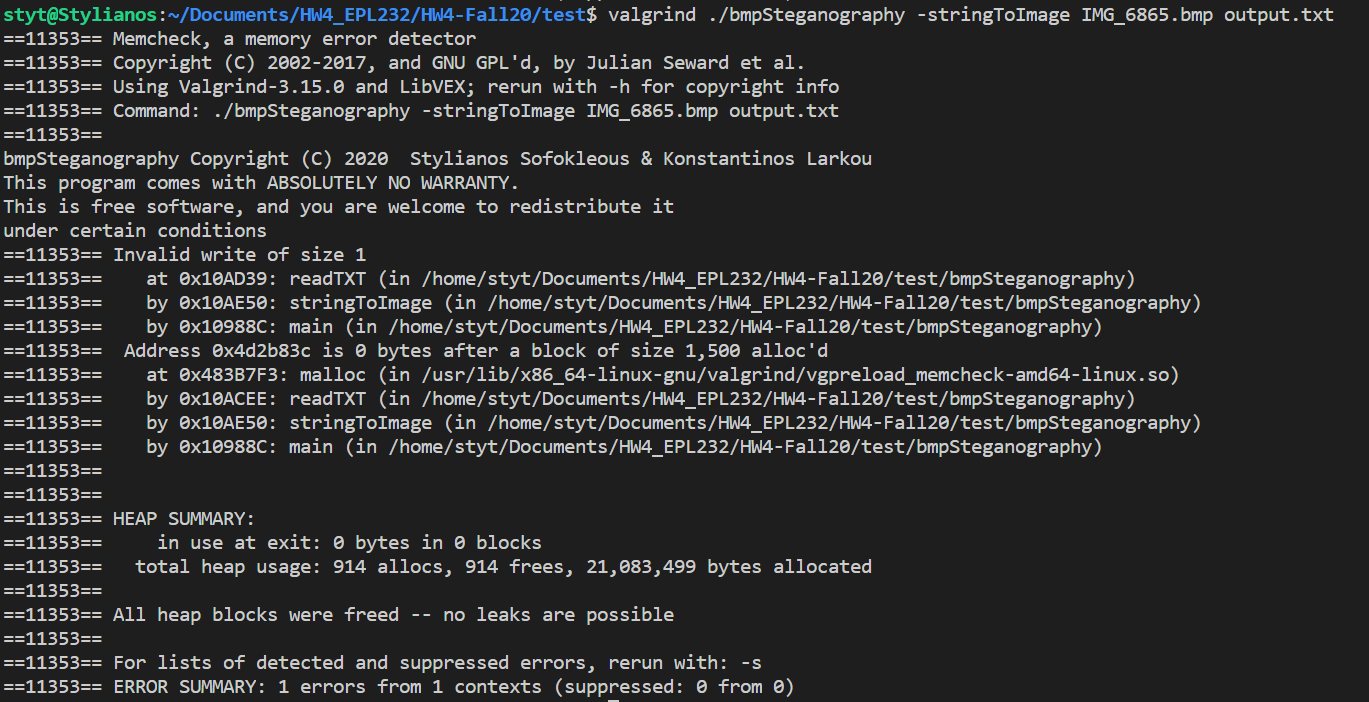 styt@Stylianos:~/Documents/HW4_EPL232/HW4-Fall20/test$ valgrind ./bmpSteganography -stringToImage IMG_6865.bmp output.txt
==11353== Memcheck, a memory error detector
==11353== Copyright (C) 2002-2017, and GNU GPL'd, by Julian Seward et al.
==11353== Using Valgrind-3.15.0 and LibVEX; rerun with -h for copyright info
==11353== Command: ./bmpSteganography -stringToImage IMG_6865.bmp output.txt
==11353==
bmpSteganography Copyright (C) 2020  Stylianos Sofokleous & Konstantinos Larkou
This program comes with ABSOLUTELY NO WARRANTY.
This is free software, and you are welcome to redistribute it
under certain conditions
==11353== Invalid write of size 1
==11353==    at 0x10AD39: readTXT (in /home/styt/Documents/HW4_EPL232/HW4-Fall20/test/bmpSteganography)
==11353==    by 0x10AE50: stringToImage (in /home/styt/Documents/HW4_EPL232/HW4-Fall20/test/bmpSteganography)
==11353==    by 0x10988C: main (in /home/styt/Documents/HW4_EPL232/HW4-Fall20/test/bmpSteganography)
==11353==  Address 0x4d2b83c is 0 bytes after a block of size 1,500 alloc'd
==11353==    at 0x483B7F3: malloc (in /usr/lib/x86_64-linux-gnu/valgrind/vgpreload_memcheck-amd64-linux.so)
==11353==    by 0x10ACEE: readTXT (in /home/styt/Documents/HW4_EPL232/HW4-Fall20/test/bmpSteganography)
==11353==    by 0x10AE50: stringToImage (in /home/styt/Documents/HW4_EPL232/HW4-Fall20/test/bmpSteganography)
==11353==    by 0x10988C: main (in /home/styt/Documents/HW4_EPL232/HW4-Fall20/test/bmpSteganography)
==11353==
==11353==
==11353== HEAP SUMMARY:
==11353==     in use at exit: 0 bytes in 0 blocks
==11353==   total heap usage: 914 allocs, 914 frees, 21,083,499 bytes allocated
==11353==
==11353== All heap blocks were freed -- no leaks are possible
==11353==
==11353== For lists of detected and suppressed errors, rerun with: -s
==11353== ERROR SUMMARY: 1 errors from 1 contexts (suppressed: 0 from 0)